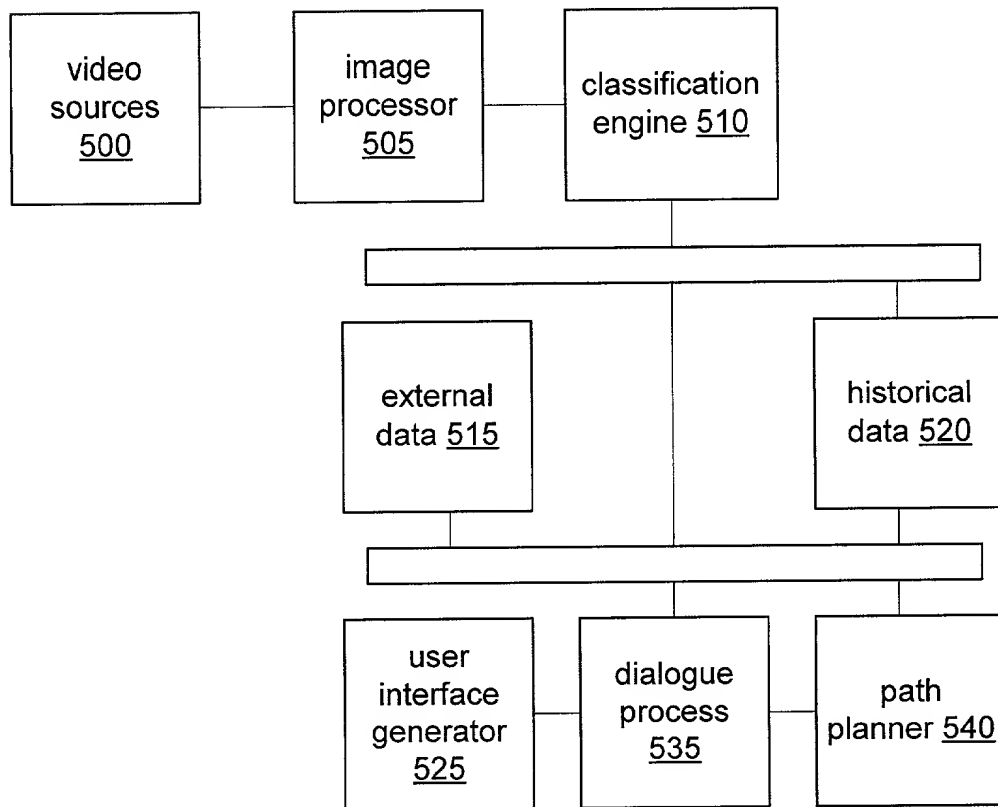 video
sources
500
image
processor
505
classification
engine 510
external
data 515
historical
data 520
user
interface
generator
525
dialogue
process
535
path
planner 540